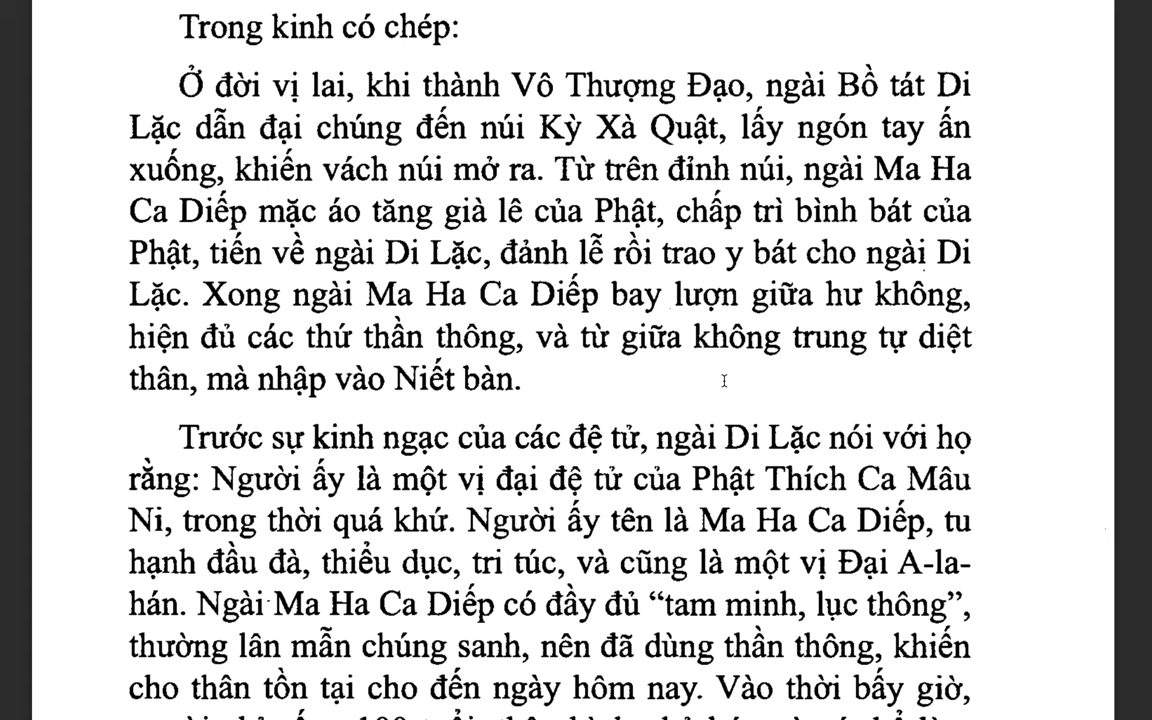 Trong kinh có chép:
Ở đời vị lai, khi thành Vô Thượng Đạo, ngài Bồ tát Di
Lặc dẫn đại chúng đến núi Kỳ Xà Quật, lấy ngón tay ấn
xuống, khiến vách núi mở ra. Từ trên đỉnh núi, ngài Ma Ha
Ca Diếp mặc áo tăng già lê của Phật, chấp trì bình bát của
Phật, tiến về ngài Di Lặc, đảnh lễ rồi trao y bát cho ngài Di
Lặc. Xong ngài Ma Ha Ca Diếp bay lượn giữa hư không,
hiện đủ các thứ thần thông, và từ giữa không trung tự diệt
thân, mà nhập vào Niết bàn.
Trước sự kinh ngạc của các đệ tử, ngài Di Lặc nói với họ
rằng: Người ấy là một vị đại đệ tử của Phật Thích Ca Mâu
Ni, trong thời quá khứ. Người ấy tên là Ma Ha Ca Diếp, tu
hạnh đầu đà, thiểu dục, tri túc, và cũng là một vị Đại A-la-
hán. Ngài Ma Ha Ca Diếp có đầy đủ “tam minh, lục thông”,
thường lân mẫn chúng sanh, nên đã dùng thần thông, khiến
cho thân tồn tại cho đến ngày hôm nay. Vào thời bấy giờ,